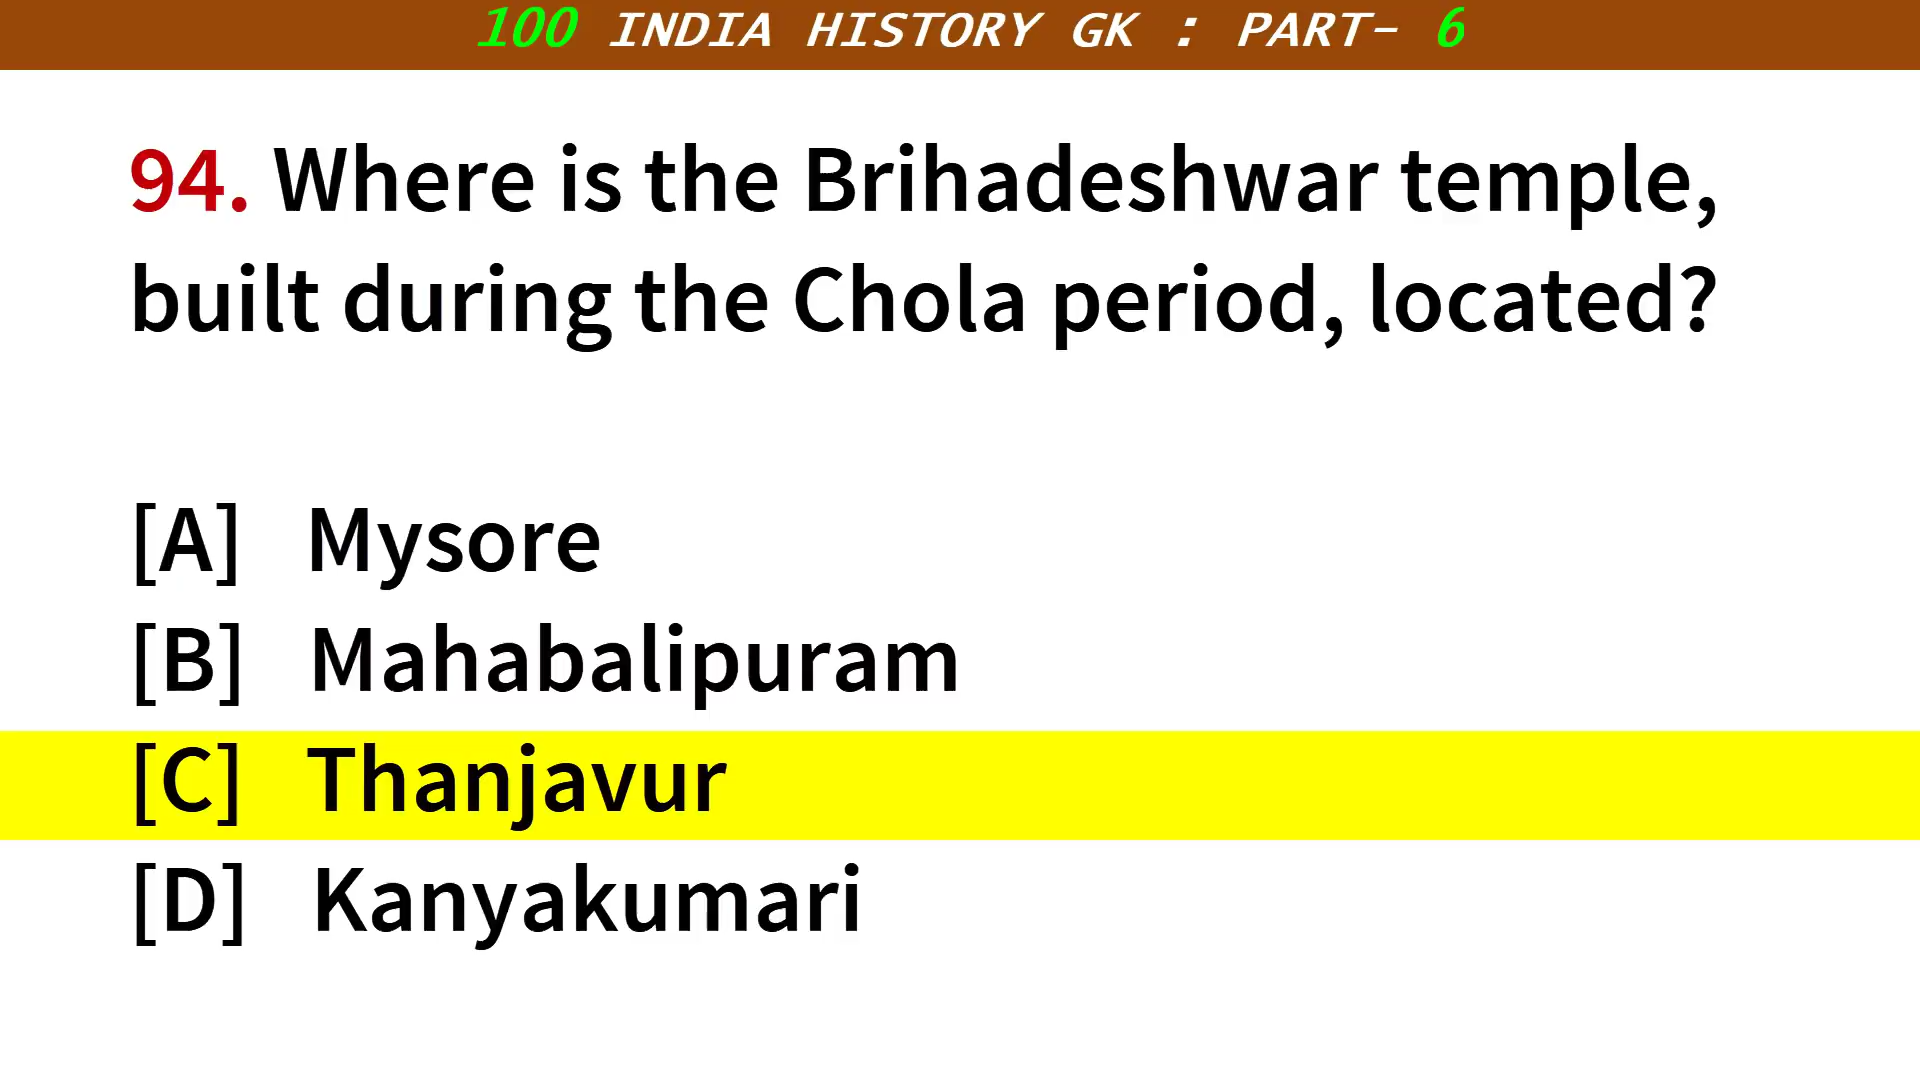 100 INDIA HISTORY GK : PART- 6
94. Where is the Brihadeshwar temple,
built during the Chola period, located?
[A] Mysore
[B] Mahabalipuram
[C] Thanjavur
[D] Kanyakumari